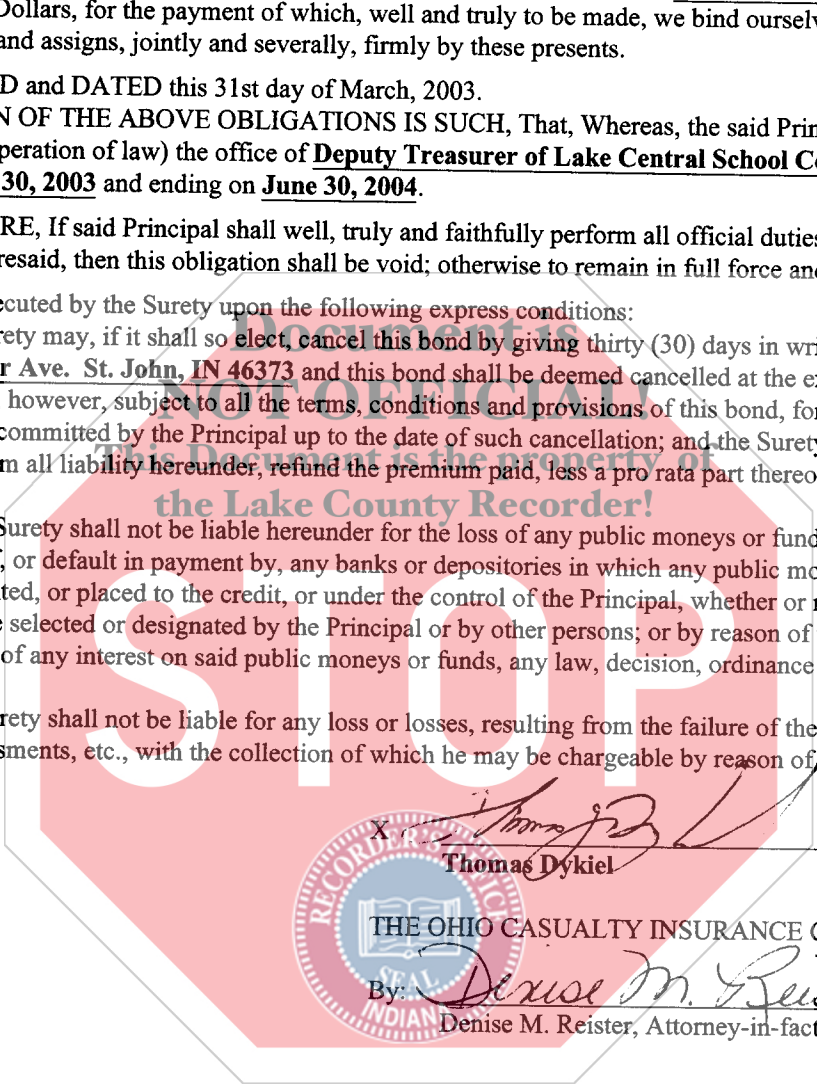 Dollars, for the payment of which, well and truly to be made, we bind ourselv
and assigns, jointly and severally, firmly by these presents.
D and DATED this 31st day of March, 2003.
N OF THE ABOVE OBLIGATIONS IS SUCH, That, Whereas, the said Prin
peration of law) the office of Deputy Treasurer of Lake Central School Co
30, 2003 and ending on June 30, 2004.
RE, If said Principal shall well, truly and faithfully perform all official duties
resaid, then this obligation shall be void; otherwise to remain in full force and
ecuted by the Surety upon the following express conditions:
Document is
rety may, if it shall so elect, cancel this bond by giving thirty (30) days in wri
r Ave. St. John, IN 46373 and this bond shall be deemed cancelled at the ex
NOT OFFICIAL!
however, subject to all the terms, conditions and provisions of this bond, for
committed by the Principal up to the date of such cancellation; and the Surety
This Document is the property of
m all liability hereunder, refund the premium paid, less a pro rata part thereo
the Lake County Recorder!
Surety shall not be liable hereunder for the loss of any public moneys or fund
, or default in payment by, any banks or depositories in which any public mo
ted, or placed to the credit, or under the control of the Principal, whether or n
e selected or designated by the Principal or by other persons; or by reason of
of any interest on said public moneys or funds, any law, decision, ordinance
STOP
rety shall not be liable for any loss or losses, resulting from the failure of the
sments, etc., with the collection of which he may be chargeable by reason of
X
Thomas Dykiel
RECORDER'S OFFICE
THE OHIO CASUALTY INSURANCE C
SEAL
By: Denise M. Rei
INDIANA
Denise M. Reister, Attorney-in-fact